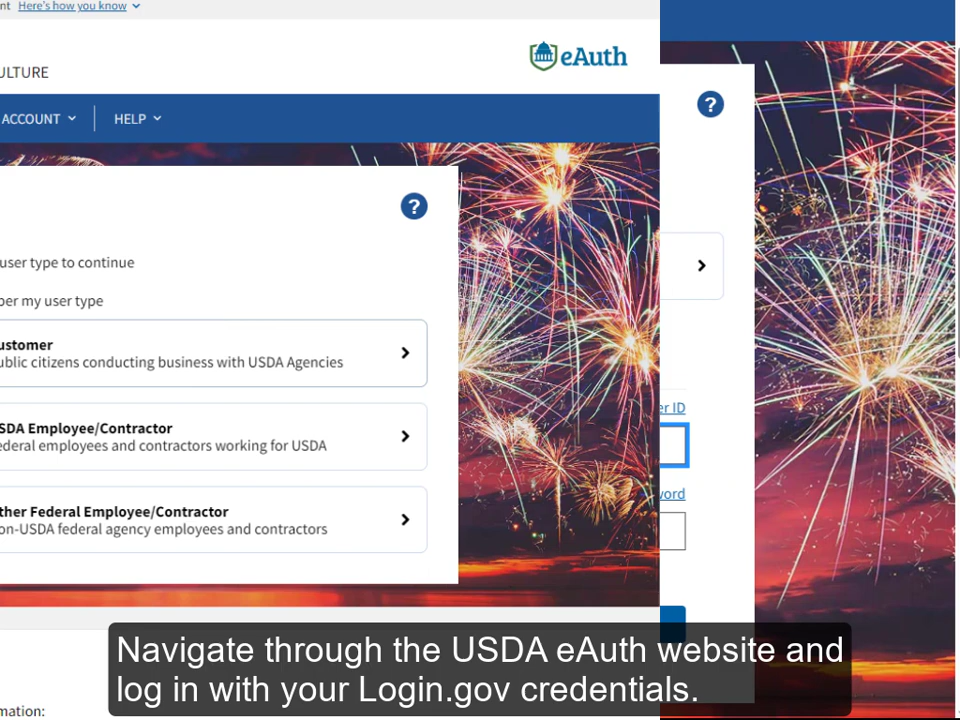 nt Here's how you know
eAuth
ULTURE
ACCOUNT
HELP
?
?
user type to continue
ber my user type
ustomer
ublic citizens conducting business with USDA Agencies
SDA Employee/Contractor
ederal employees and contractors working for USDA
ther Federal Employee/Contractor
on-USDA federal agency employees and contractors
er ID
word
Navigate through the USDA eAuth website and
log in with your Login.gov credentials.
mation: